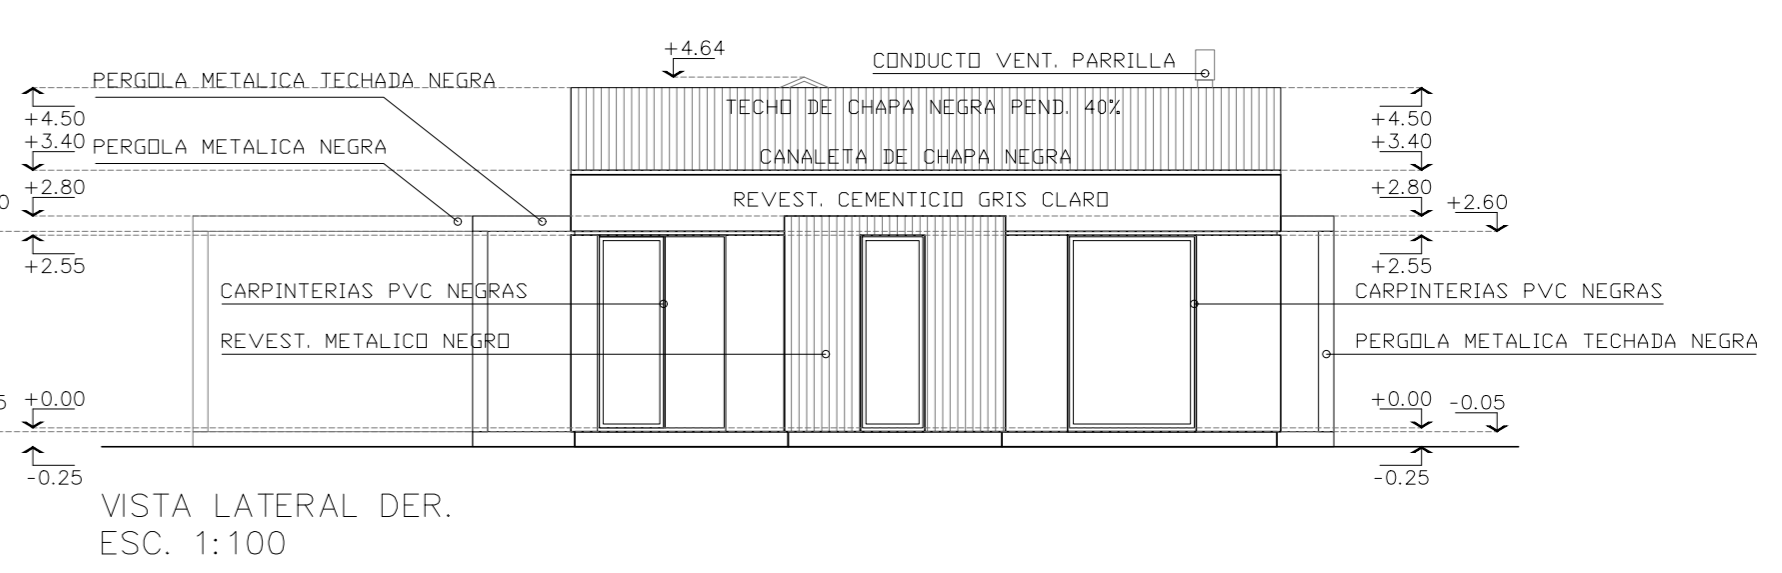 +4.64
CONDUCTO VENT. PARRILLA
PERGOLA METALICA TECHADA NEGRA
TECHO DE CHAPA NEGRA PEND. 40%
+4.50
+4.50
+3.40
+3.40
PERGOLA METALICA NEGRA
CANALETA DE CHAPA NEGRA
+2.80
+2.80
REVEST. CEMENTICIO GRIS CLARO
+2.60
+2.55
+2.55
CARPINTERIAS PVC NEGRAS
CARPINTERIAS PVC NEGRAS
REVEST. METALICO NEGRO
PERGOLA METALICA TECHADA NEGRA
+0.00
+0.00
-0.05
-0.25
-0.25
VISTA LATERAL DER.
ESC. 1:100